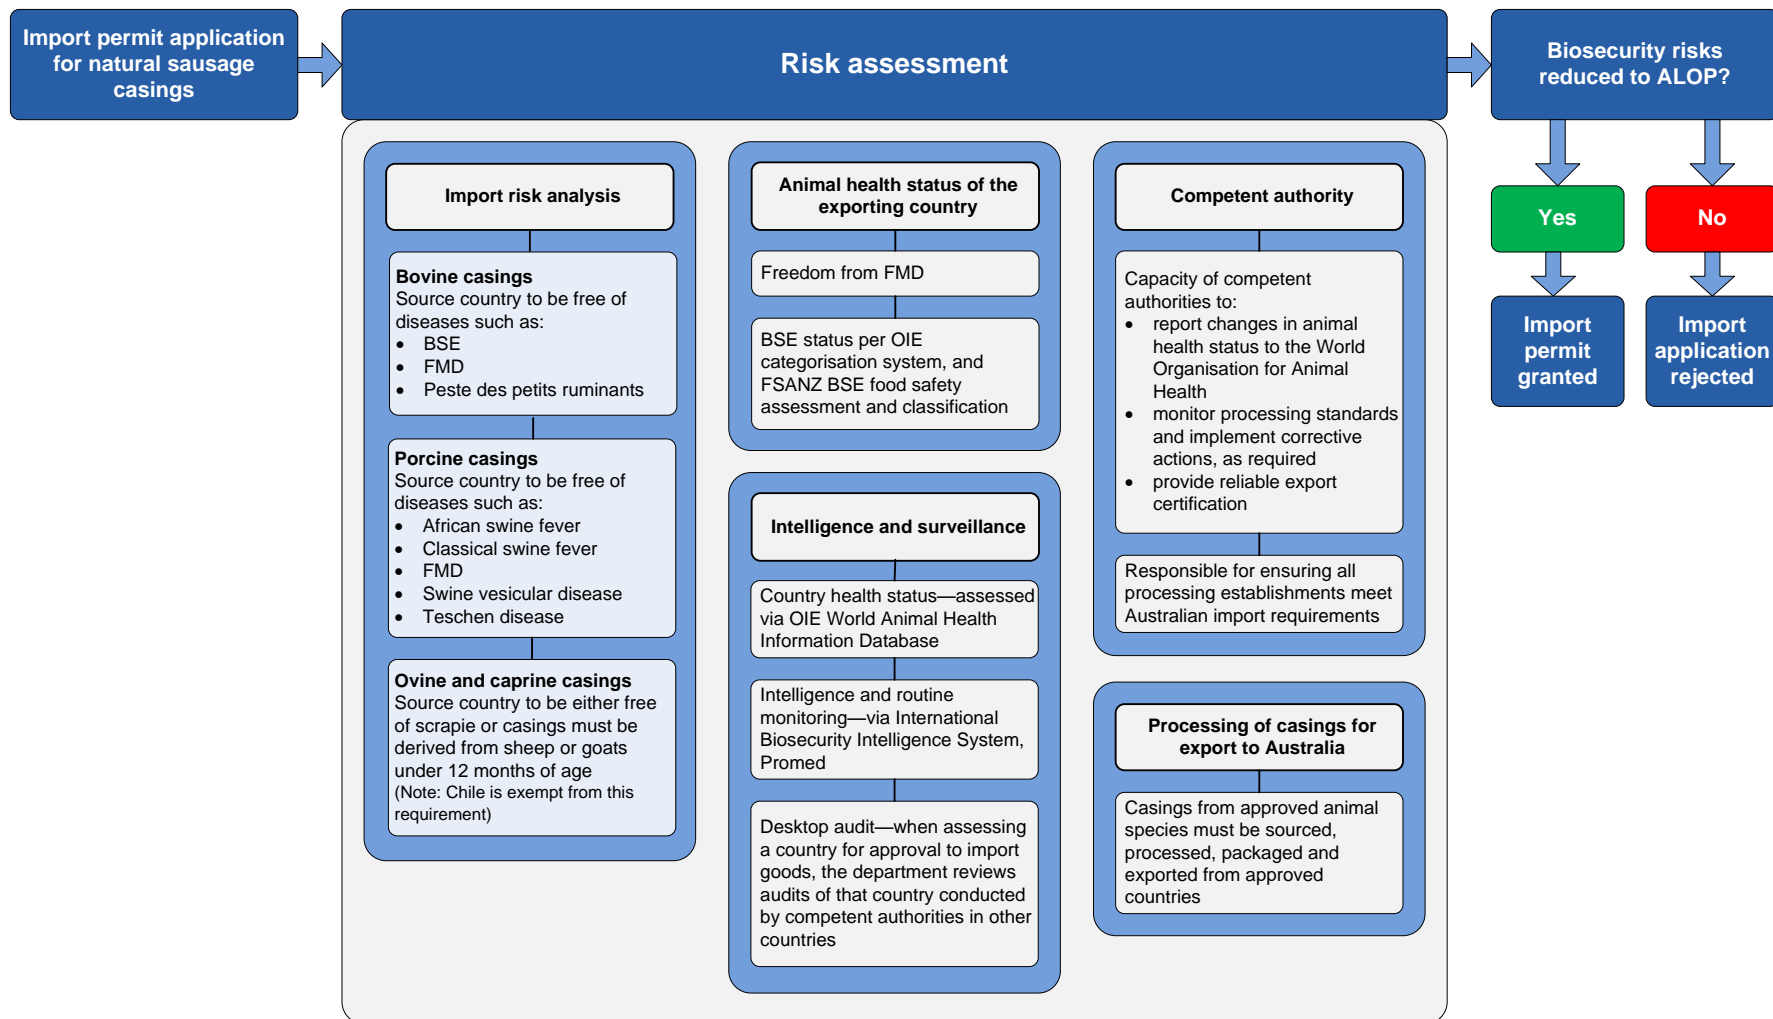 Import permit application
for natural sausage
casings
Risk assessment
Biosecurity risks
reduced to ALOP?
Yes
No
Import
permit
granted
Import
application
rejected
Import risk analysis
Bovine casings
Source country to be free of
diseases such as:
• BSE
• FMD
• Peste des petits ruminants
Porcine casings
Source country to be free of
diseases such as:
• African swine fever
• Classical swine fever
• FMD
• Swine vesicular disease
• Teschen disease
Ovine and caprine casings
Source country to be either free
of scrapie or casings must be
derived from sheep or goats
under 12 months of age
(Note: Chile is exempt from this
requirement)
Animal health status of the
exporting country
Freedom from FMD
BSE status per OIE
categorisation system, and
FSANZ BSE food safety
assessment and classification
Intelligence and surveillance
Country health status—assessed
via OIE World Animal Health
Information Database
Intelligence and routine
monitoring—via International
Biosecurity Intelligence System,
Promed
Desktop audit—when assessing
a country for approval to import
goods, the department reviews
audits of that country conducted
by competent authorities in other
countries
Competent authority
Capacity of competent
authorities to:
• report changes in animal
health status to the World
Organisation for Animal
Health
• monitor processing standards
and implement corrective
actions, as required
• provide reliable export
certification
Responsible for ensuring all
processing establishments meet
Australian import requirements
Processing of casings for
export to Australia
Casings from approved animal
species must be sourced,
processed, packaged and
exported from approved
countries